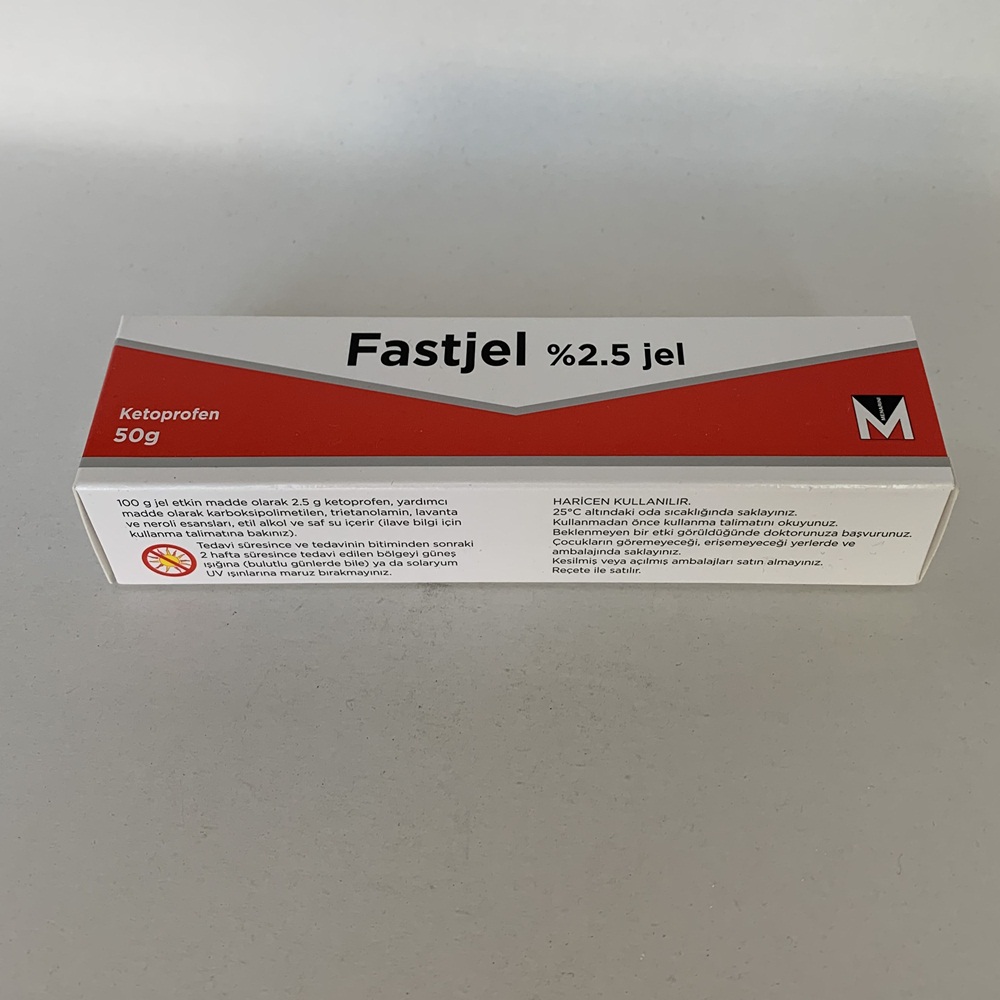 Fastjel %2.5 jel
Ketoprofen
50g
MENARINI
100 g jel etkin madde olarak 2.5 g ketoprofen, yardımcı
madde olarak karboksipolimetilen, trietanolamin, lavanta
ve neroli esansları, etil alkol ve saf su içerir (ilave bilgi için
kullanma talimatına bakınız).
Tedavi süresince ve tedavinin bitiminden sonraki
2 hafta süresince tedavi edilen bölgeyi güneş
ışığına (bulutlu günlerde bile) ya da solaryum
UV ışınlarına maruz bırakmayınız.
HARİCEN KULLANILIR.
25°C altındaki oda sıcaklığında saklayınız.
Kullanmadan önce kullanma talimatını okuyunuz.
Beklenmeyen bir etki görüldüğünde doktorunuza başvurunuz.
Çocukların göremeyeceği, erişemeyeceği yerlerde ve
ambalajında saklayınız.
Kesilmiş veya açılmış ambalajları satın almayınız.
Reçete ile satılır.